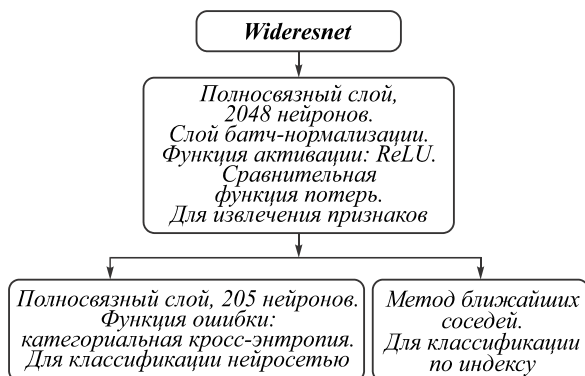 Wideresnet
Полносвязный слой,
2048 нейронов.
Слой батч-нормализации.
Функция активации: ReLU.
Сравнительная
функция потерь.
Для извлечения признаков
Полносвязный слой, 205 нейронов.
Функция ошибки:
категориальная кросс-энтропия.
Для классификации нейросетью
Метод ближайших
соседей.
Для классификации
по индексу